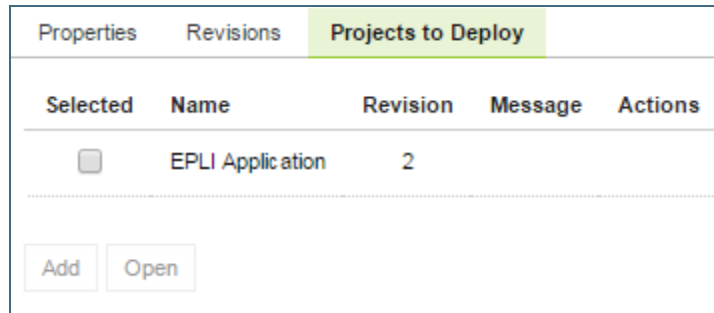 Properties Revisions Projects to Deploy
Selected Name Revision Message Actions
EPLI Application 2
Add Open